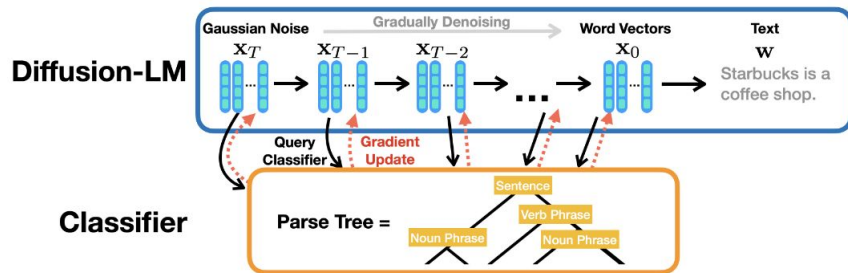 Gaussian Noise
Gradually Denoising
Word Vectors
Text
x_T
x_{T-1}
x_{T-2}
x_0
w
Diffusion-LM
...
...
...
...
...
Starbucks is a
coffee shop.
Query
Classifier
Gradient
Update
Classifier
Parse Tree =
Sentence
Verb Phrase
Noun Phrase
Noun Phrase